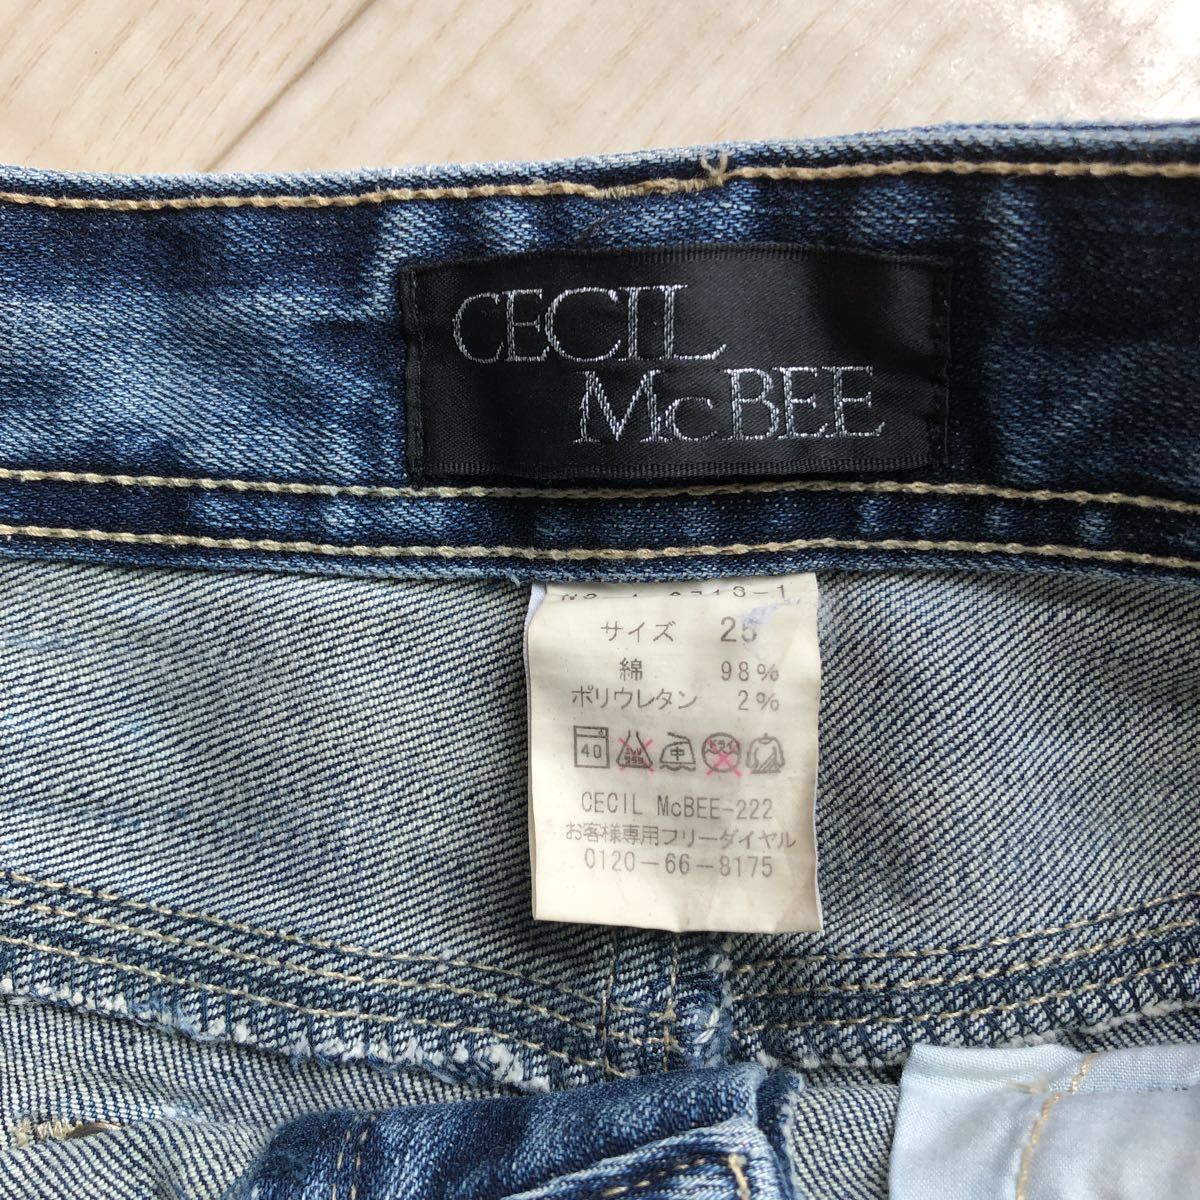 CECIL
McBEE
サイズ 25
綿 98%
ポリウレタン 2%
40 中
CECIL McBEE-222
お客様専用フリーダイヤル
0120-66-8175